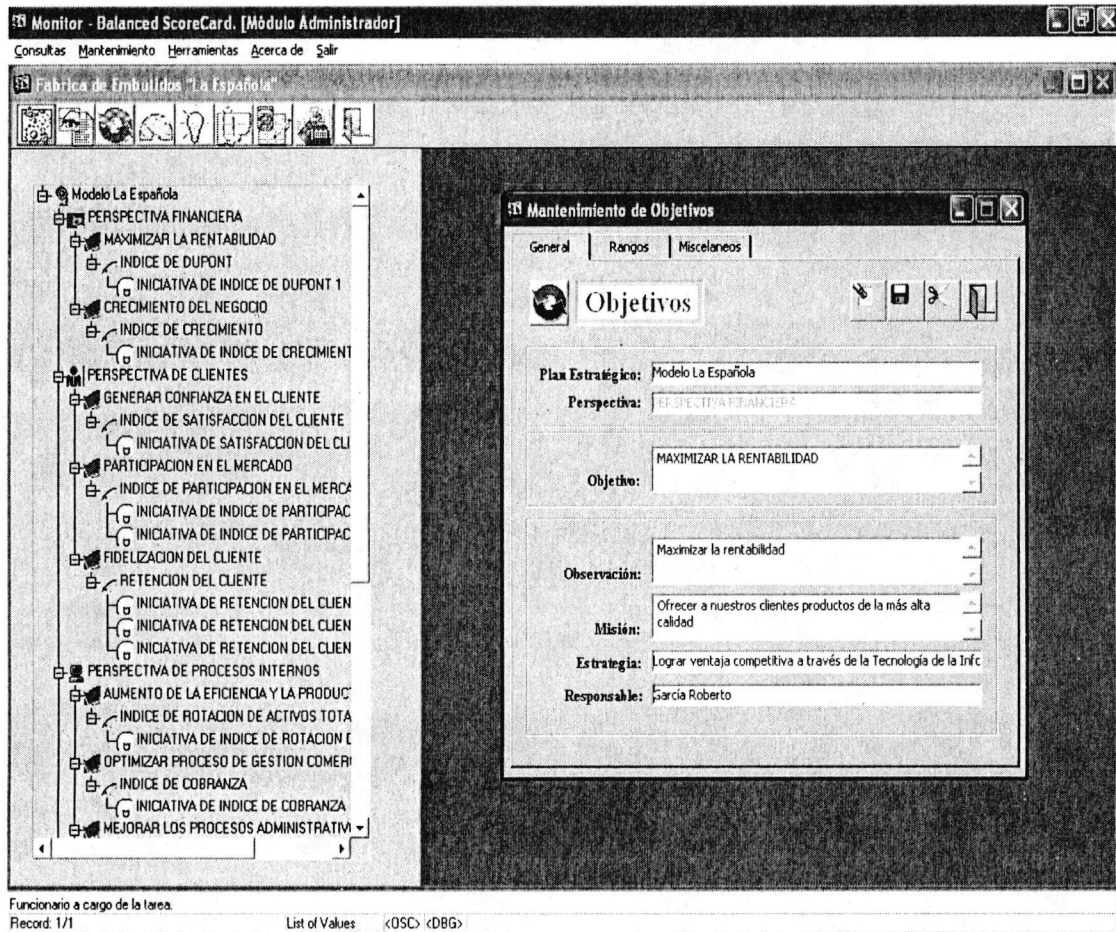 Monitor - Balanced ScoreCard. [Módulo Administrador]
Consultas Mantenimiento Herramientas Acerca de Salir
Fabrica de Embutidos "La Española"
Modelo La Española
PERSPECTIVA FINANCIERA
MAXIMIZAR LA RENTABILIDAD
INDICE DE DUPONT
INICIATIVA DE INDICE DE DUPONT 1
CRECIMIENTO DEL NEGOCIO
INDICE DE CRECIMIENTO
INICIATIVA DE INDICE DE CRECIMIENT
PERSPECTIVA DE CLIENTES
GENERAR CONFIANZA EN EL CLIENTE
INDICE DE SATISFACCION DEL CLIENTE
INICIATIVA DE SATISFACCION DEL CLI
PARTICIPACION EN EL MERCADO
INDICE DE PARTICIPACION EN EL MERCA
INICIATIVA DE INDICE DE PARTICIPAC
INICIATIVA DE INDICE DE PARTICIPAC
FIDELIZACION DEL CLIENTE
RETENCION DEL CLIENTE
INICIATIVA DE RETENCION DEL CLIEN
INICIATIVA DE RETENCION DEL CLIEN
INICIATIVA DE RETENCION DEL CLIEN
PERSPECTIVA DE PROCESOS INTERNOS
AUMENTO DE LA EFICIENCIA Y LA PRODUC
INDICE DE ROTACION DE ACTIVOS TOTA
INICIATIVA DE INDICE DE ROTACION D
OPTIMIZAR PROCESO DE GESTION COMER
INDICE DE COBRANZA
INICIATIVA DE INDICE DE COBRANZA
MEJORAR LOS PROCESOS ADMINISTRATIV
Mantenimiento de Objetivos
General Rangos Miscelaneos
Objetivos
Plan Estratégico: Modelo La Española
Perspectiva: PERSPECTIVA FINANCIERA
Objetivo: MAXIMIZAR LA RENTABILIDAD
Observación: Maximizar la rentabilidad
Misión: Ofrecer a nuestros clientes productos de la más alta
calidad
Estrategia: Lograr ventaja competitiva a través de la Tecnología de la Infc
Responsable: García Roberto
Funcionario a cargo de la tarea.
Record: 1/1 List of Values <OSC> <DBG>